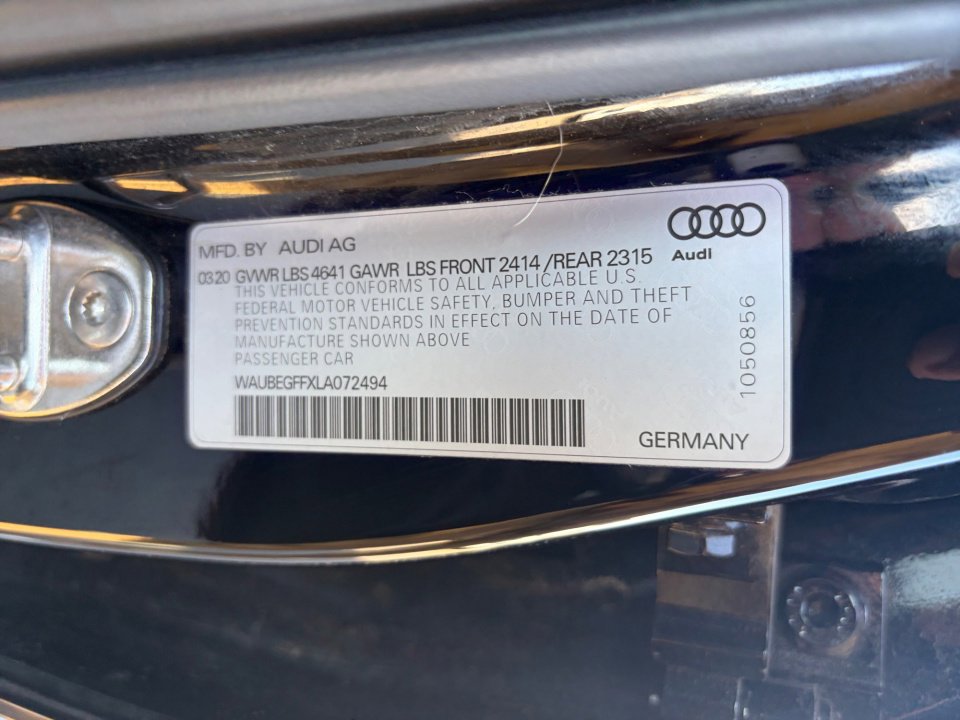 MFD. BY AUDI AG
Audi
03.20 GVWR LBS 4641 GAWR LBS FRONT 2414 /REAR 2315
THIS VEHICLE CONFORMS TO ALL APPLICABLE U.S.
FEDERAL MOTOR VEHICLE SAFETY, BUMPER AND THEFT
PREVENTION STANDARDS IN EFFECT ON THE DATE OF
MANUFACTURE SHOWN ABOVE
PASSENGER CAR
WAUBEGFFXLA072494
GERMANY
1050856